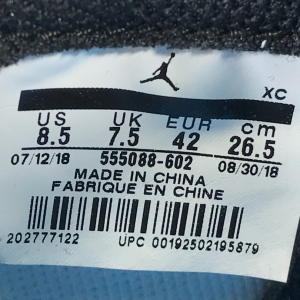 XC
US UK EUR cm
8.5 7.5 42 26.5
07/12/18 555088-602 08/30/18
MADE IN CHINA
FABRIQUE EN CHINE
202777122 UPC 00192502195879